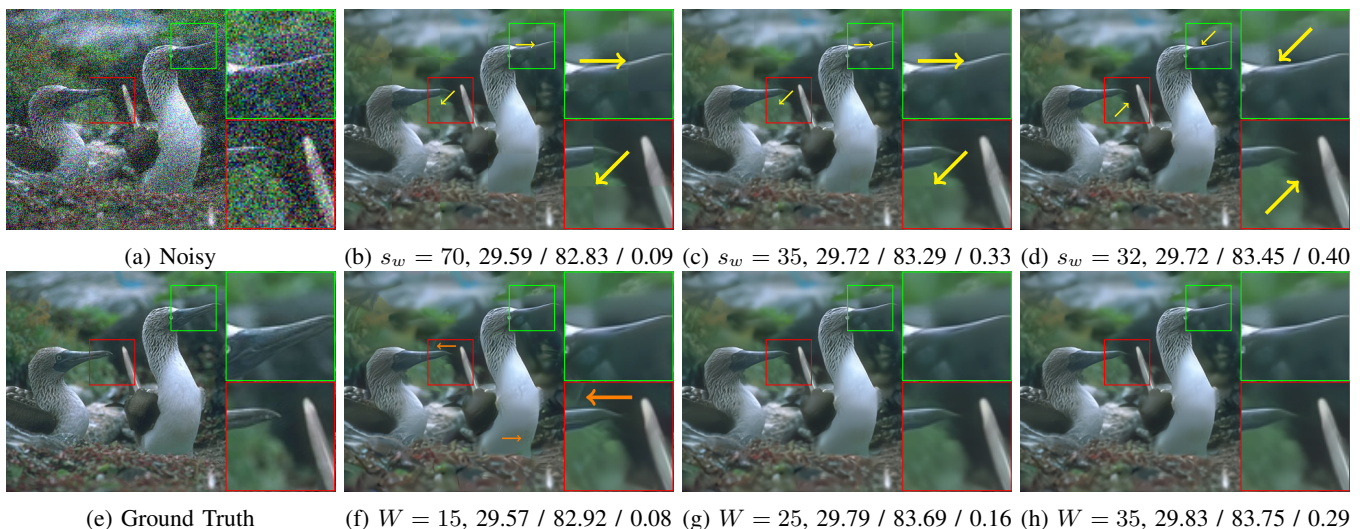 (a) Noisy
(b) s_w = 70, 29.59 / 82.83 / 0.09
(c) s_w = 35, 29.72 / 83.29 / 0.33
(d) s_w = 32, 29.72 / 83.45 / 0.40
(e) Ground Truth
(f) W = 15, 29.57 / 82.92 / 0.08
(g) W = 25, 29.79 / 83.69 / 0.16
(h) W = 35, 29.83 / 83.75 / 0.29